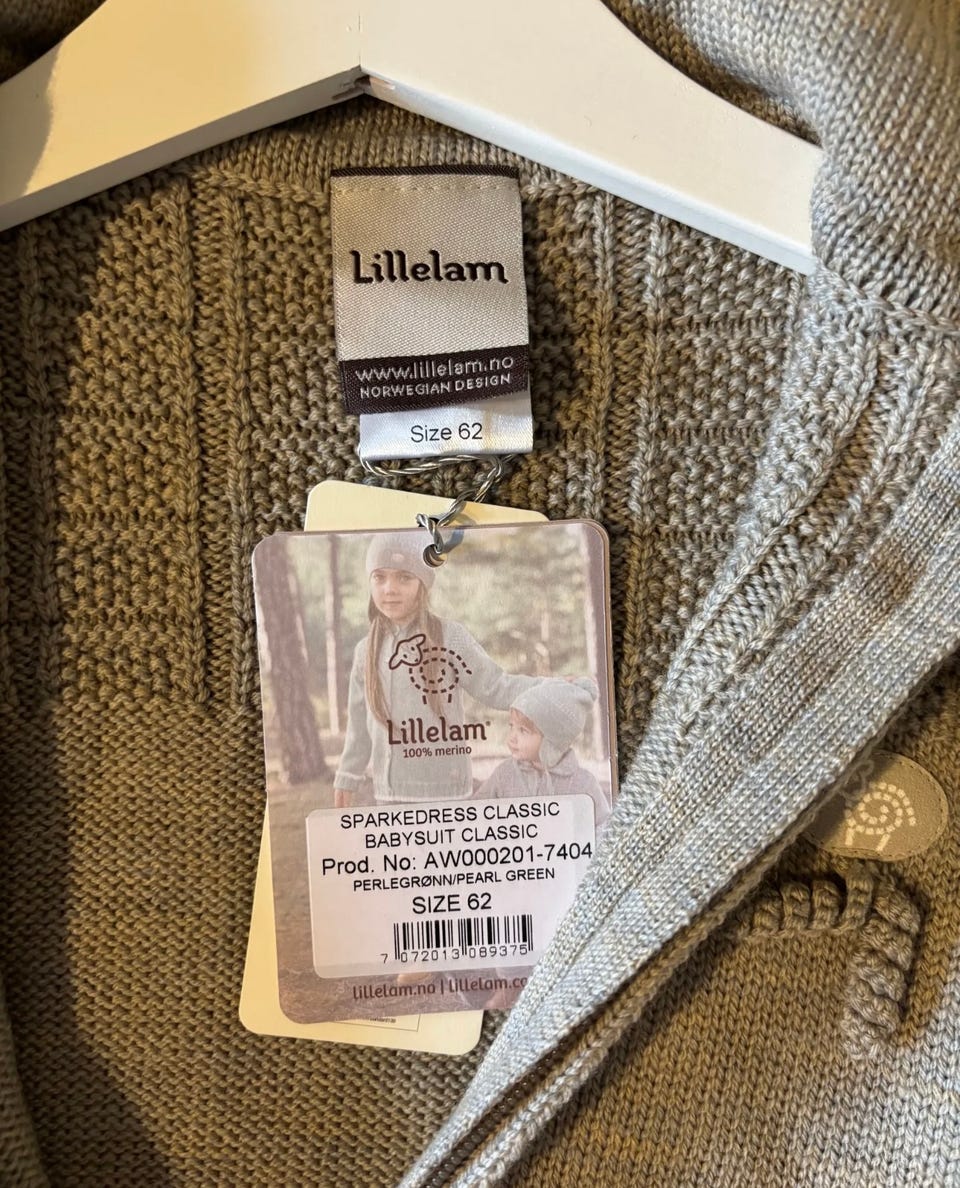 Lillelam
www.lillelam.no
NORWEGIAN DESIGN
Size 62
Lillelam
100% merino
SPARKEDRESS CLASSIC
BABYSUIT CLASSIC
Prod. No: AW000201-7404
PERLEGRØNN/PEARL GREEN
SIZE 62
7 072013 089375
lillelam.no | lillelam.co